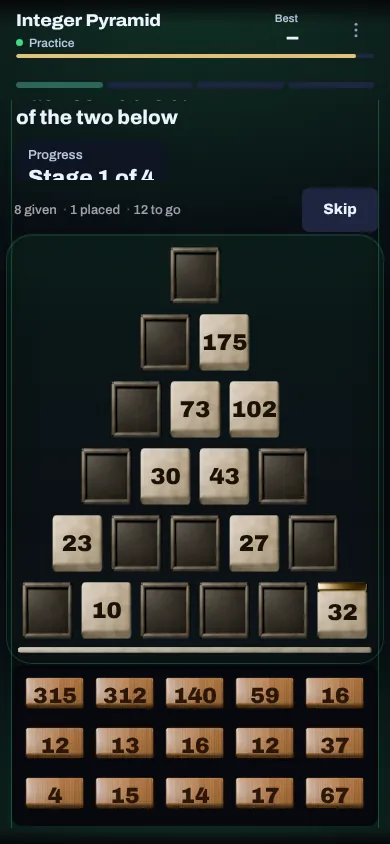 Integer Pyramid
Best
Practice
–
of the two below
Progress
Stage 1 of 4
8 given · 1 placed · 12 to go
Skip
175
73 102
30 43
23 27
10 32
315 312 140 59 16
12 13 16 12 37
4 15 14 17 67